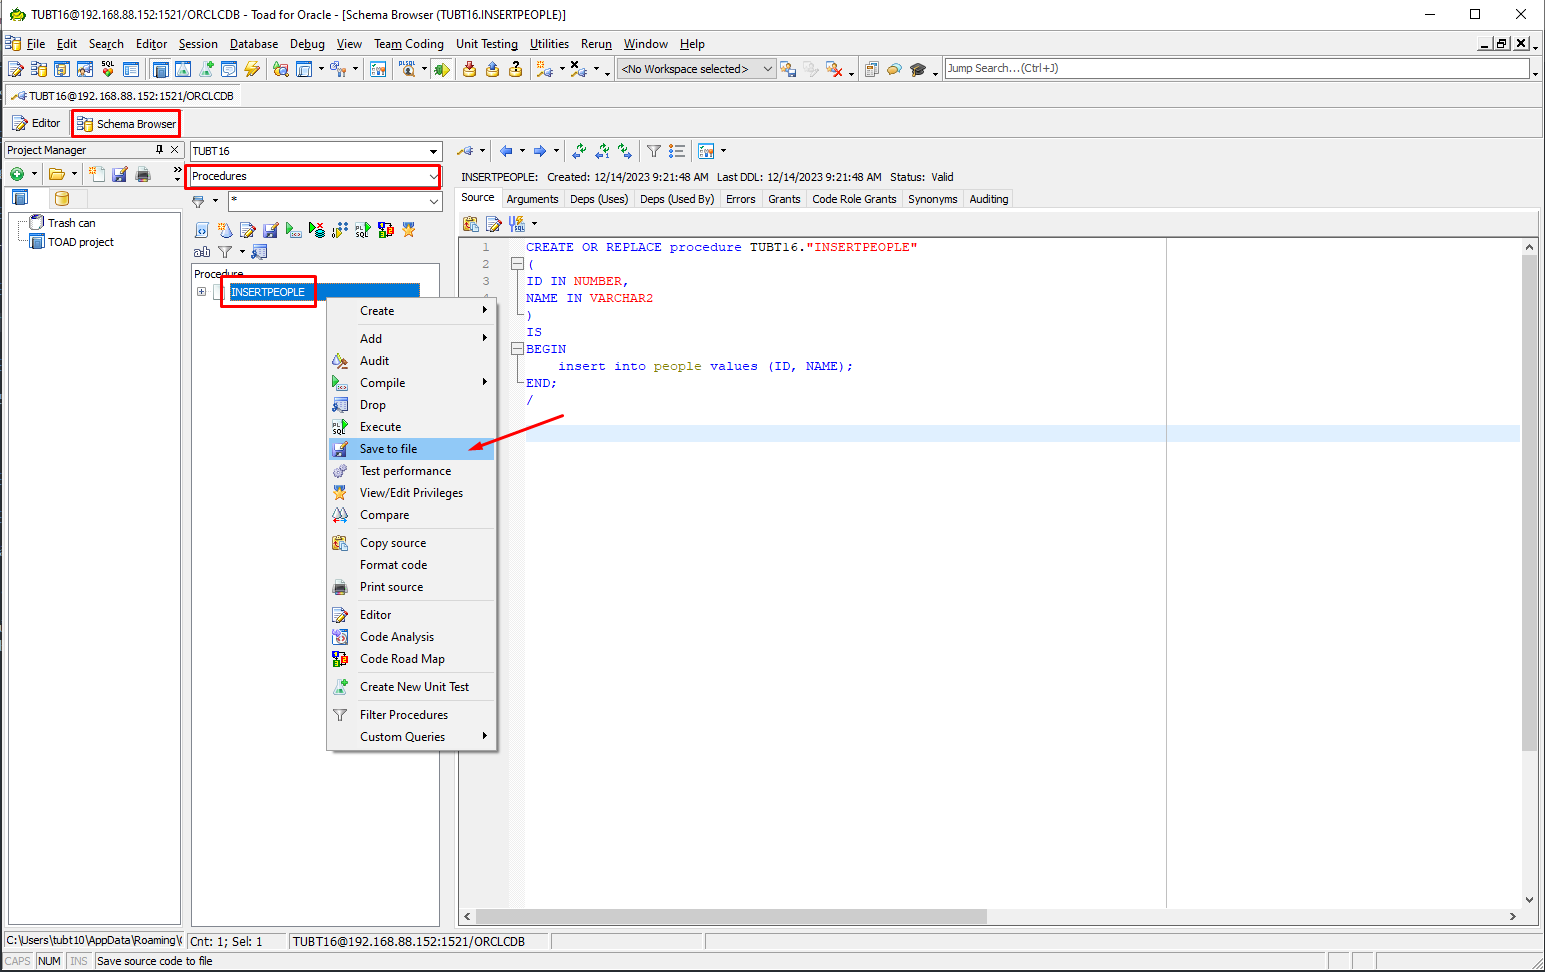 TUBT16@192.168.88.152:1521/ORCLCDB - Toad for Oracle - [Schema Browser (TUBT16.INSERTPEOPLE)]
File Edit Search Editor Session Database Debug View Team Coding Unit Testing Utilities Rerun Window Help
<No Workspace selected>
Jump Search...(Ctrl+J)
TUBT16@192.168.88.152:1521/ORCLCDB
Editor
Schema Browser
Project Manager
Trash can
TOAD project
TUBT16
Procedures
*
Procedure
INSERTPEOPLE
Create
Add
Audit
Compile
Drop
Execute
Save to file
Test performance
View/Edit Privileges
Compare
Copy source
Format code
Print source
Editor
Code Analysis
Code Road Map
Create New Unit Test
Filter Procedures
Custom Queries
INSERTPEOPLE: Created: 12/14/2023 9:21:48 AM Last DDL: 12/14/2023 9:21:48 AM Status: Valid
Source Arguments Deps (Uses) Deps (Used By) Errors Grants Code Role Grants Synonyms Auditing
1 CREATE OR REPLACE procedure TUBT16."INSERTPEOPLE"
2 (
3 ID IN NUMBER,
NAME IN VARCHAR2
)
IS
BEGIN
insert into people values (ID, NAME);
END;
/
C:\Users\tubt10\AppData\Roaming\
Cnt: 1; Sel: 1
TUBT16@192.168.88.152:1521/ORCLCDB
CAPS NUM INS Save source code to file